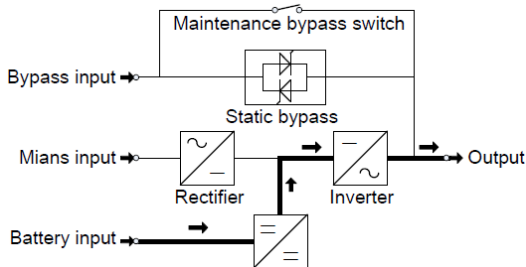 Maintenance bypass switch
Bypass input
Static bypass
Mians input
Output
Rectifier
Inverter
Battery input